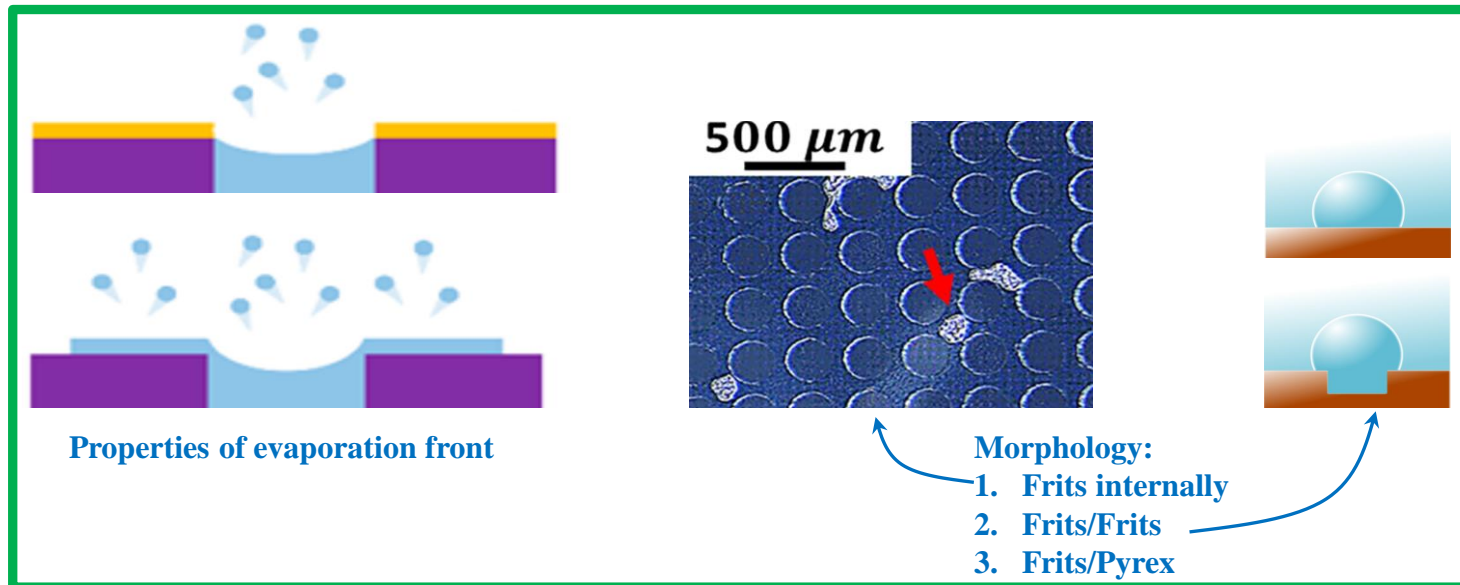 500 μm
Properties of evaporation front
Morphology:
1. Frits internally
2. Frits/Frits
3. Frits/Pyrex